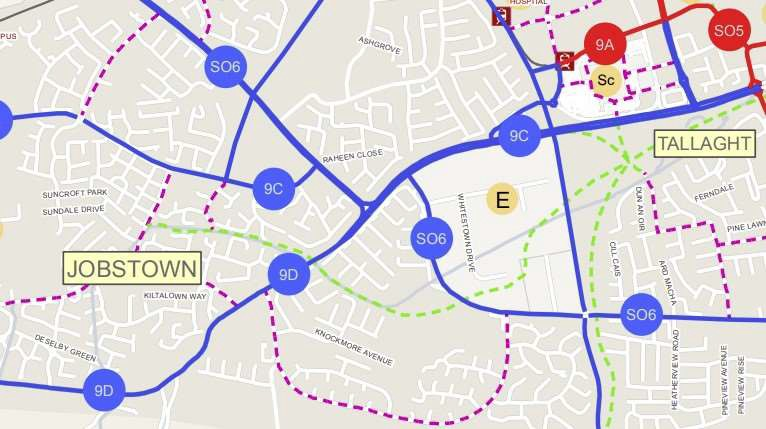 HOSPITAL
PUS
ASHGROVE
9A
SO5
SO6
Sc
9C
TALLAGHT
RAHEEN CLOSE
9C
SUNCROFT PARK
SUNDALE DRIVE
E
WHITESTOWN DRIVE
DUN AN OIR
FERNDALE
PINE LAWN
SO6
CILL CAIS
ARD MACHA
JOBSTOWN
9D
KILTALOWN WAY
SO6
DESELBY GREEN
KNOCKMORE AVENUE
HEATHERVIEW ROAD
PINEVIEW AVENUE
PINEVIEW RISE
9D